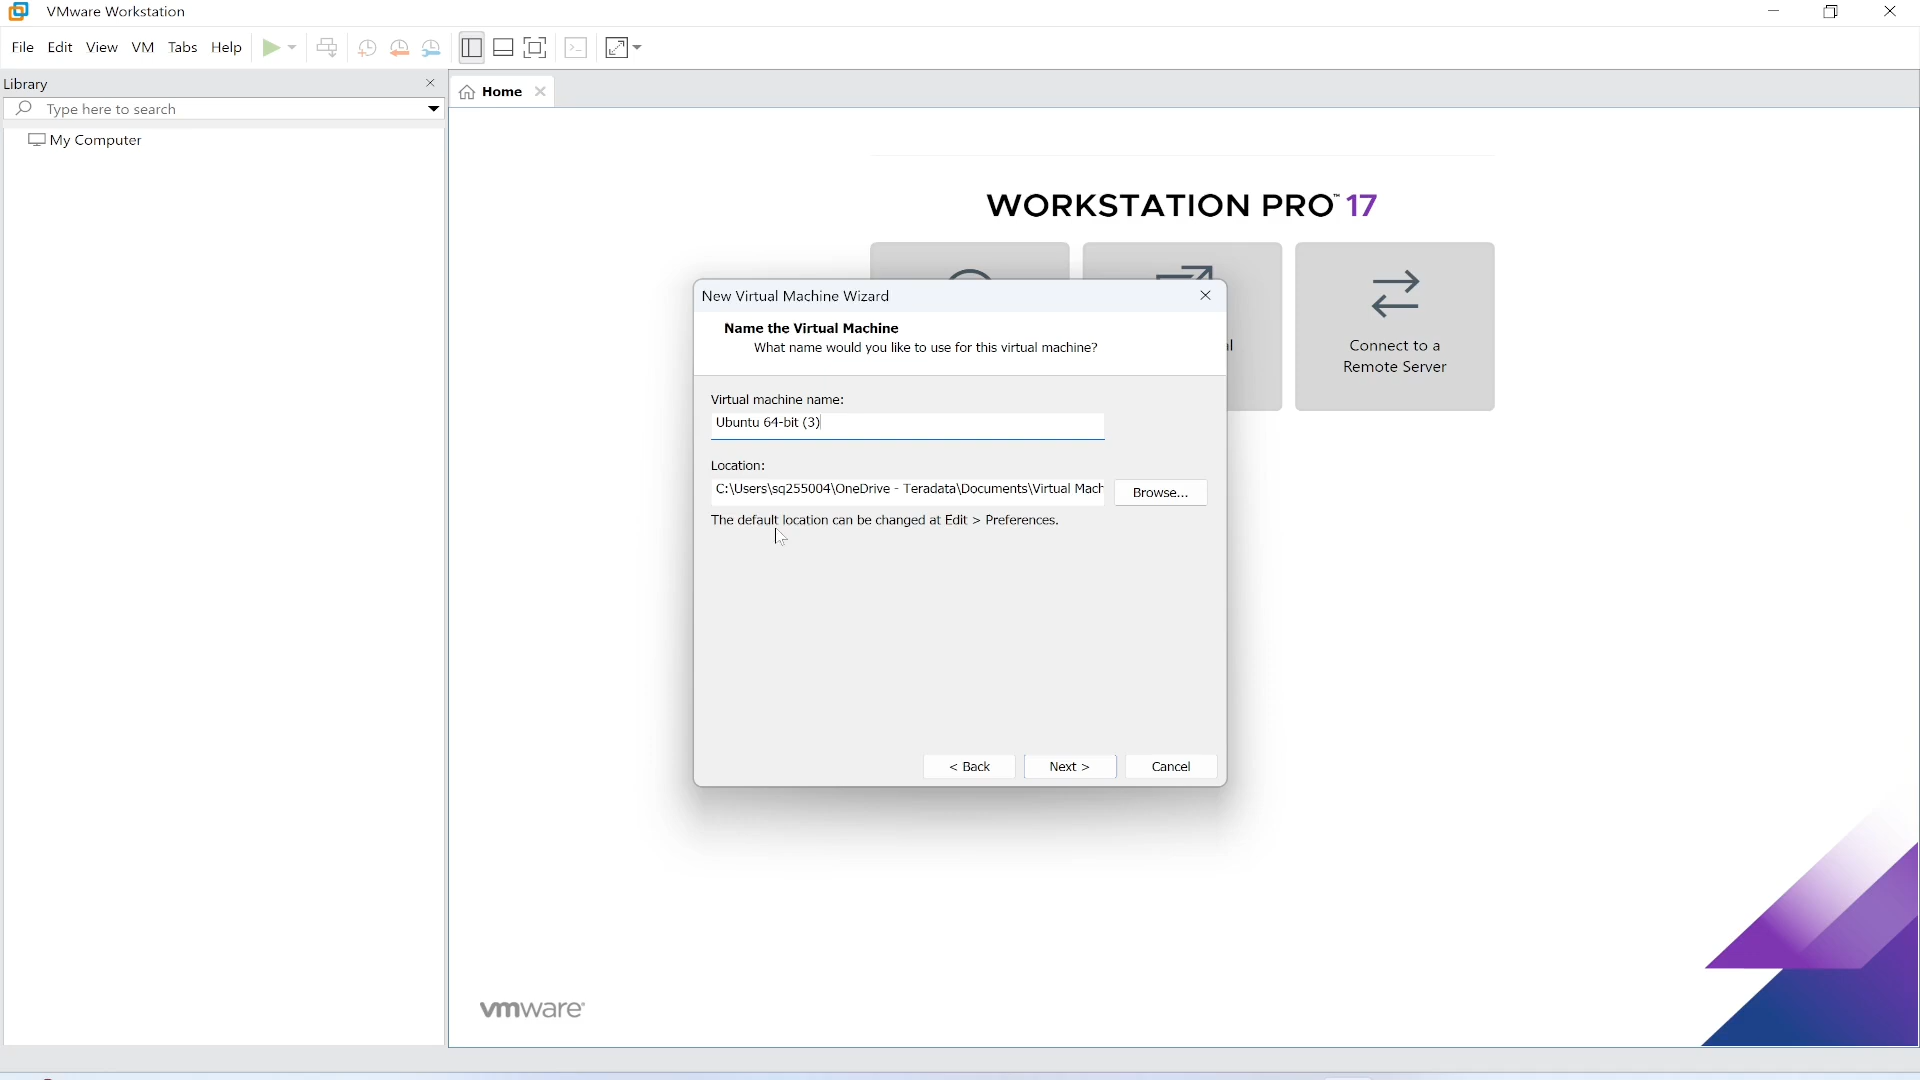 VMware Workstation
File Edit View VM Tabs Help
Library
Type here to search
My Computer
Home
WORKSTATION PRO™ 17
Connect to a
Remote Server
New Virtual Machine Wizard
Name the Virtual Machine
What name would you like to use for this virtual machine?
Virtual machine name:
Ubuntu 64-bit (3)
Location:
C:\Users\sq255004\OneDrive - Teradata\Documents\Virtual Mach
Browse...
The default location can be changed at Edit > Preferences.
< Back Next > Cancel
vmware®